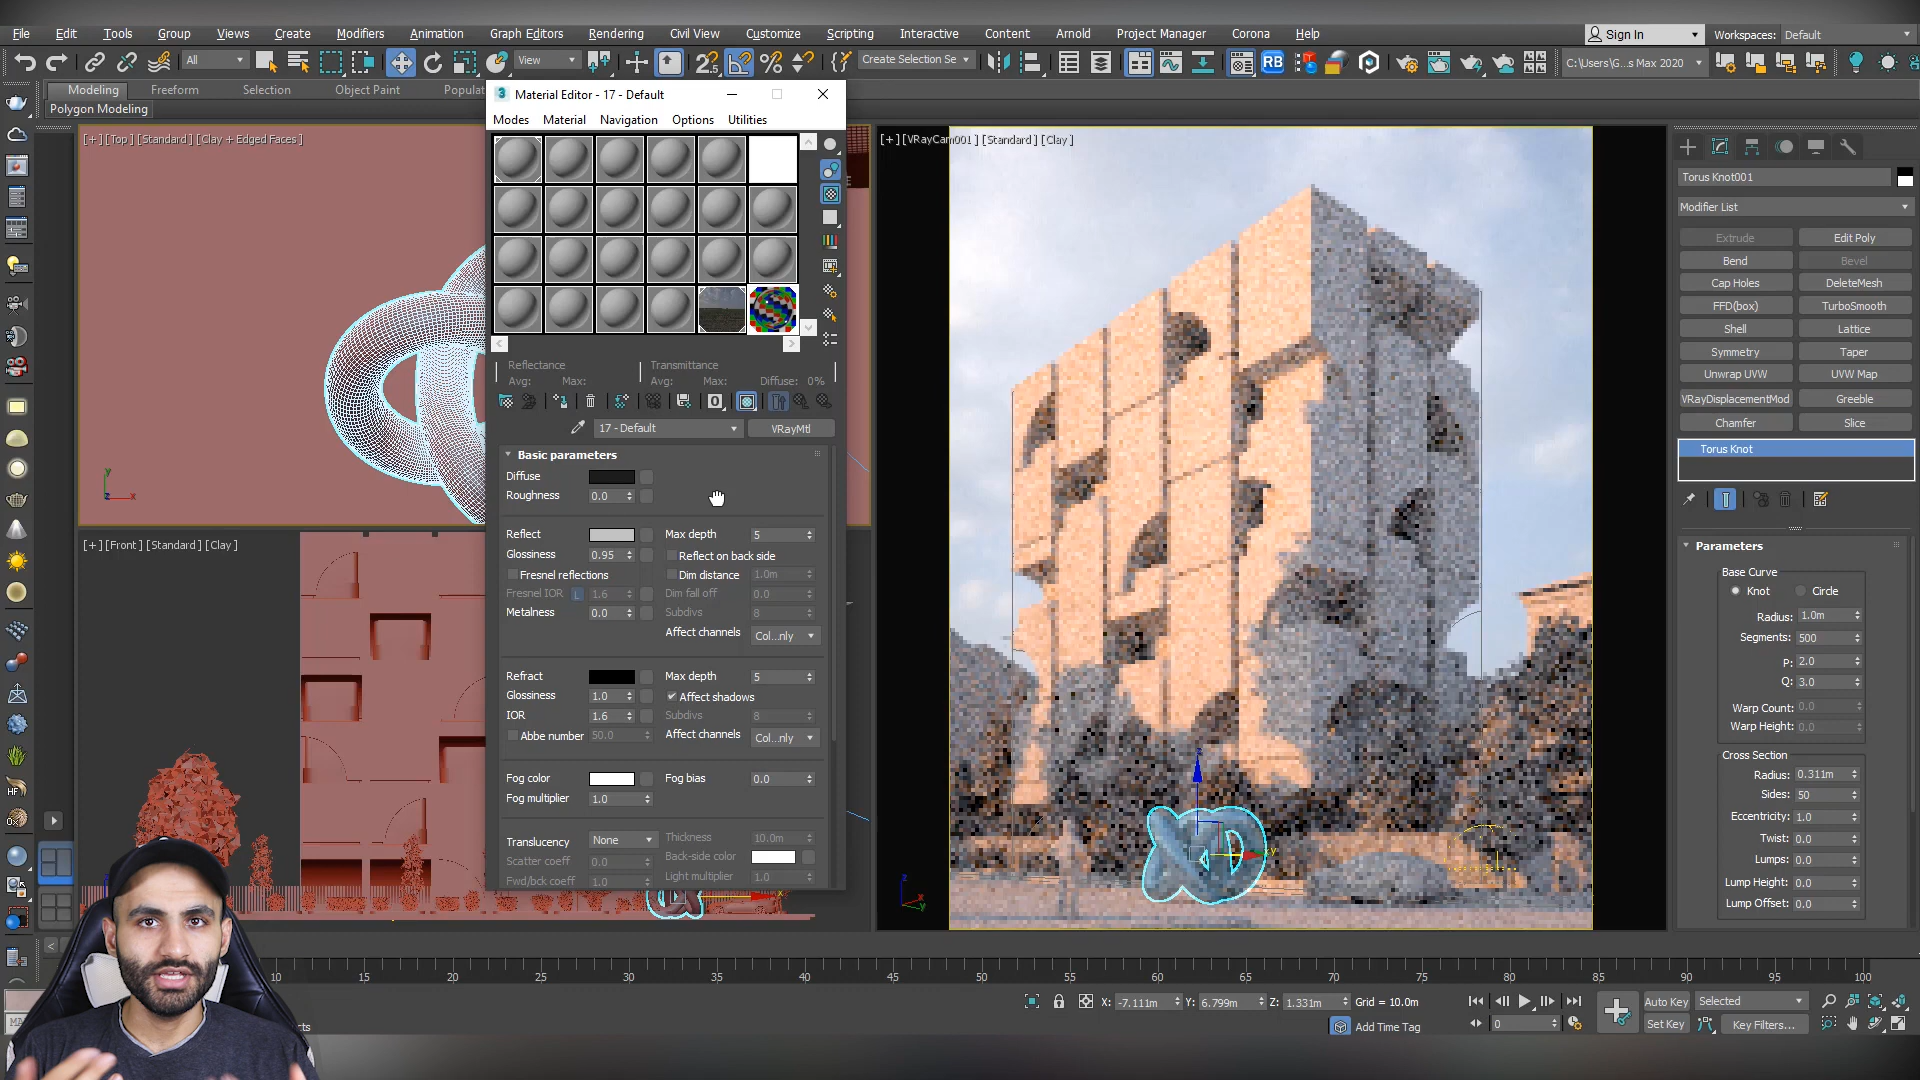 File Edit Tools Group Views Create Modifiers Animation Graph Editors Rendering Civil View Customize Scripting Interactive Content Arnold Project Manager Corona Help Sign In Workspaces: Default
All View Create Selection Se RB C:\Users\G...s Max 2020
Modeling Freeform Selection Object Paint Populat
Polygon Modeling
[+] [Top] [Standard] [Clay + Edged Faces]
Material Editor - 17 - Default
Modes Material Navigation Options Utilities
Reflectance Transmittance
Avg: Max: Avg: Max: Diffuse: 0%
17 - Default VRayMtl
Basic parameters
Diffuse
Roughness 0.0
Reflect Max depth 5
Glossiness 0.95 Reflect on back side
Fresnel reflections Dim distance 1.0m
Fresnel IOR L 1.6 Dim fall off 0.0
Metalness 0.0 Subdivs 8
Affect channels Col...nly
Refract Max depth 5
Glossiness 1.0 Affect shadows
IOR 1.6 Subdivs 8
Abbe number 50.0 Affect channels Col...nly
Fog color Fog bias 0.0
Fog multiplier 1.0
Translucency None Thickness 10.0m
Scatter coeff 0.0 Back-side color
Fwd/bck coeff 1.0 Light multiplier 1.0
[+] [Front] [Standard] [Clay]
[+] [VRayCam001] [Standard] [Clay]
Torus Knot001
Modifier List
Extrude Edit Poly
Bend Bevel
Cap Holes DeleteMesh
FFD(box) TurboSmooth
Shell Lattice
Symmetry Taper
Unwrap UVW UVW Map
VRayDisplacementMod Greeble
Chamfer Slice
Torus Knot
Parameters
Base Curve
Knot Circle
Radius: 1.0m
Segments: 500
P: 2.0
Q: 3.0
Warp Count: 0.0
Warp Height: 0.0
Cross Section
Radius: 0.311m
Sides: 50
Eccentricity: 1.0
Twist: 0.0
Lumps: 0.0
Lump Height: 0.0
Lump Offset: 0.0
10 15 20 25 30 35 40 45 50 55 60 65 70 75 80 85 90 95 100
X: -7.111m Y: 6.799m Z: 1.331m Grid = 10.0m Auto Key Selected
Add Time Tag 0 Set Key Key Filters...